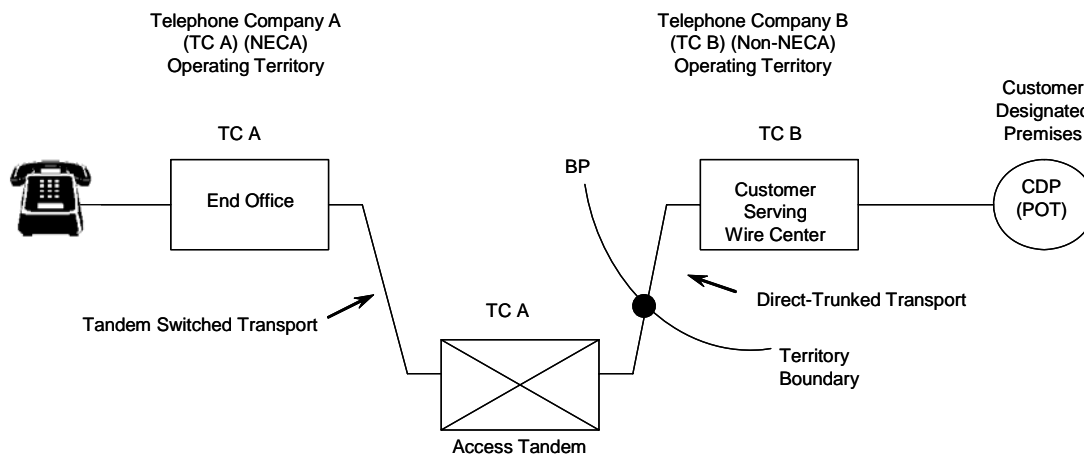 Telephone Company A
(TC A) (NECA)
Operating Territory
Telephone Company B
(TC B) (Non-NECA)
Operating Territory
Customer
Designated
Premises
TC A
TC B
BP
End Office
Customer
Serving
Wire Center
CDP
(POT)
Tandem Switched Transport
TC A
Direct-Trunked Transport
Territory
Boundary
Access Tandem